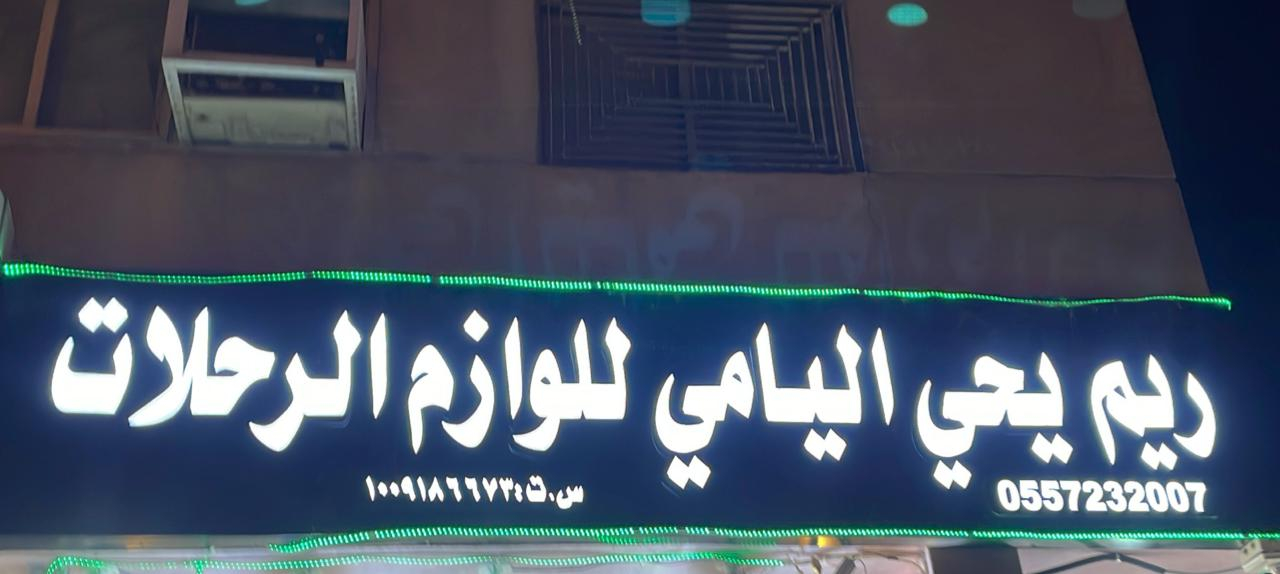 ريم يحي اليامي للوازم الرحلات
0557232007
س.ت: ١٠٠٩١٨٦٦٧٣